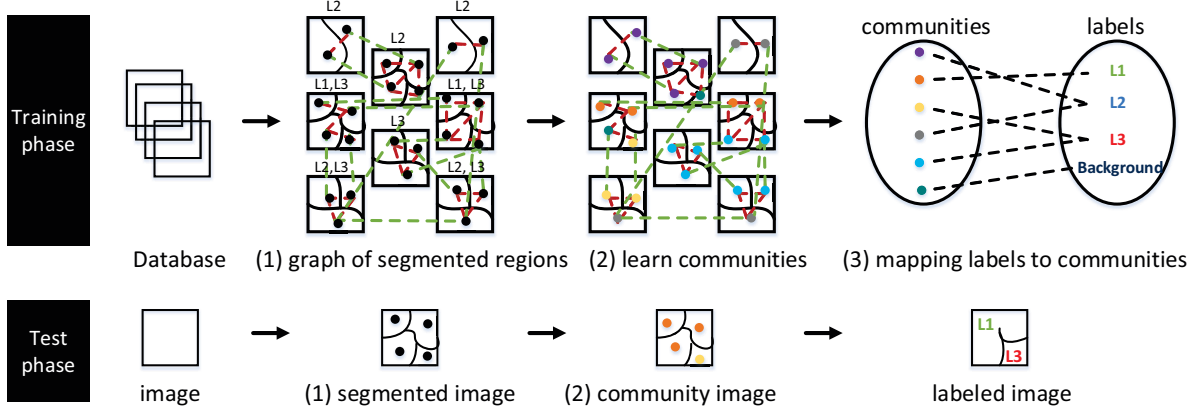 Training
phase
L2
L2
L2
L1,L3
L1, L3
L3
L2,L3
L2, L3
communities
labels
L1
L2
L3
Background
Database
(1) graph of segmented regions
(2) learn communities
(3) mapping labels to communities
Test
phase
L1
L3
image
(1) segmented image
(2) community image
labeled image